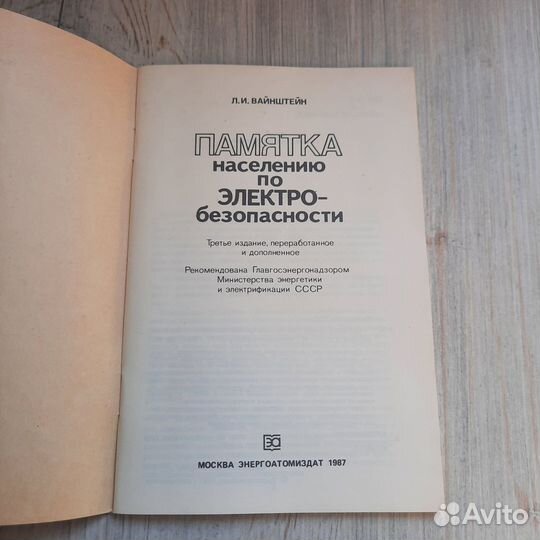 Л.И. ВАЙНШТЕЙН
ПАМЯТКА
населению
по
ЭЛЕКТРО-
безопасности
Третье издание, переработанное
и дополненное
Рекомендована Главгосэнергонадзором
Министерства энергетики
и электрификации СССР
МОСКВА ЭНЕРГОАТОМИЗДАТ 1987
Avito